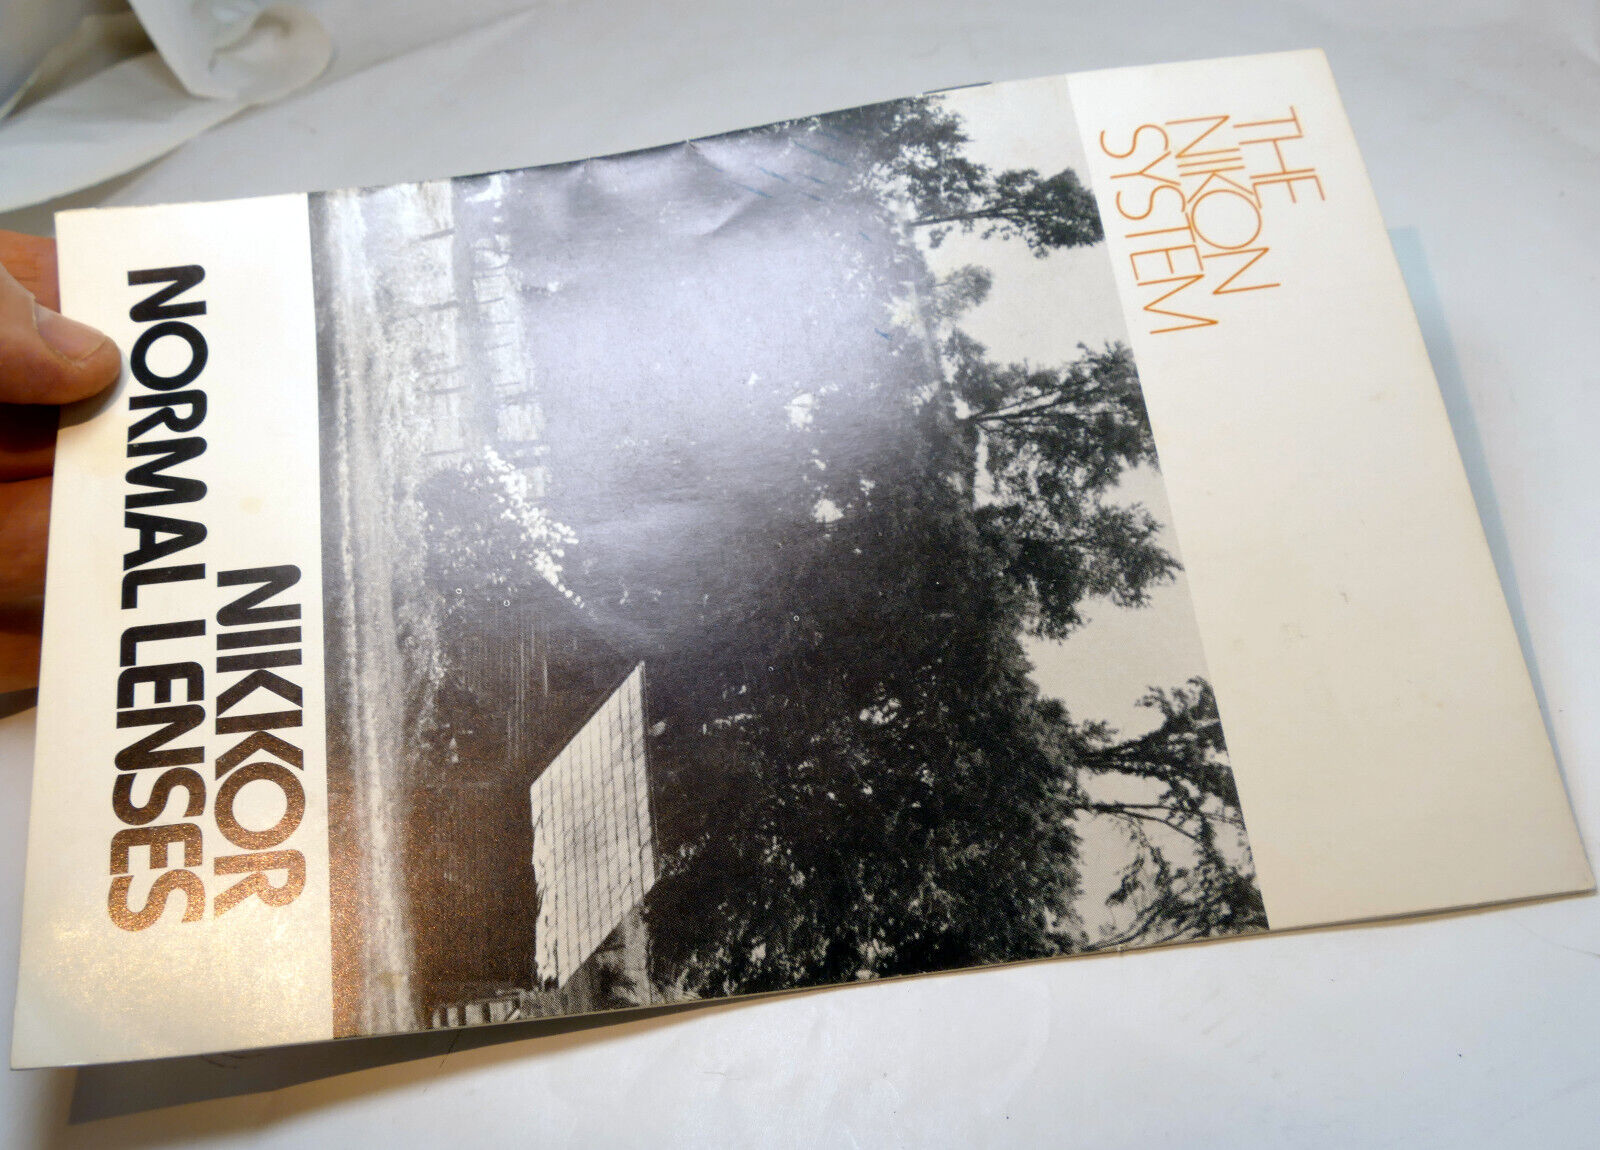 THE
NIKON
SYSTEM
NIKKOR
NORMAL LENSES